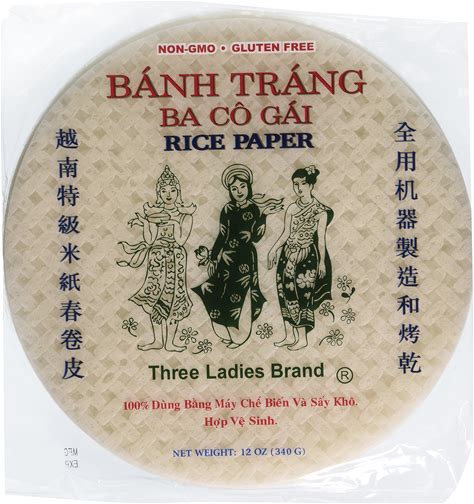 NON-GMO • GLUTEN FREE
BÁNH TRÁNG
BA CÔ GÁI
RICE PAPER
越南特級米紙春卷皮
全用机器製造和烤乾
Three Ladies Brand ®
100% Dùng Bằng Máy Chế Biến Và Sấy Khô.
Hợp Vệ Sinh.
NET WEIGHT: 12 OZ (340 G)
MFG
EXP